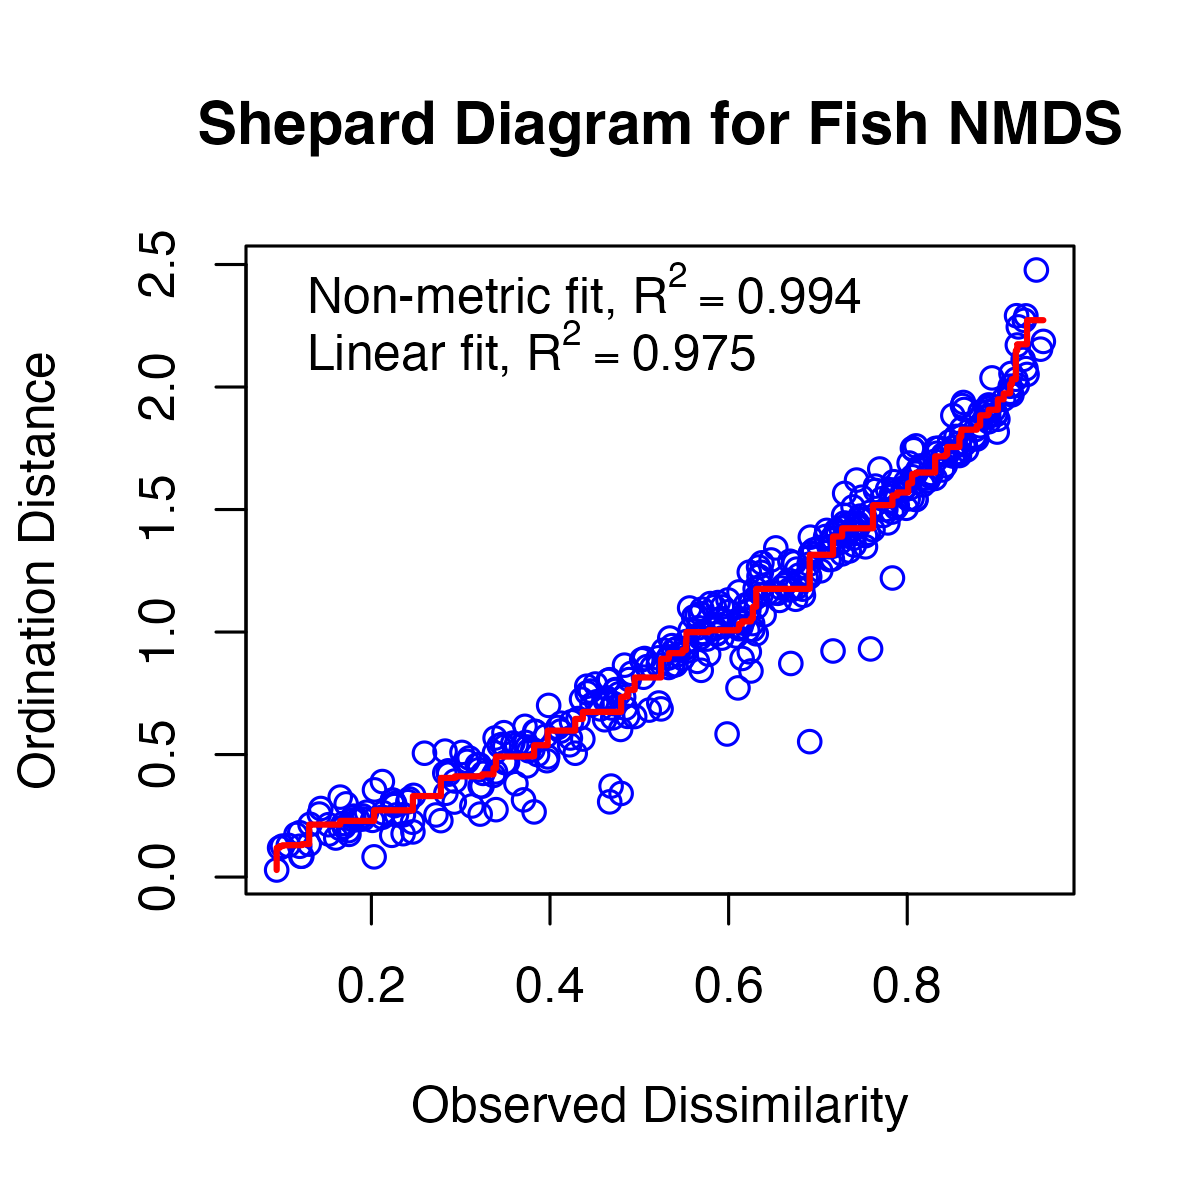 Shepard Diagram for Fish NMDS
Non-metric fit, R² = 0.994
Linear fit, R² = 0.975
Ordination Distance
2.5
2.0
1.5
1.0
0.5
0.0
0.2 0.4 0.6 0.8
Observed Dissimilarity